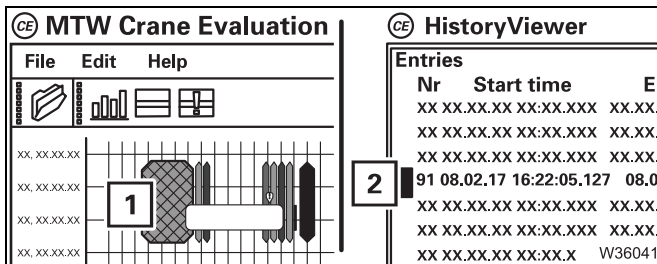 CE MTW Crane Evaluation
File Edit Help
XX, XX.XX.XX
XX, XX.XX.XX
XX, XX.XX.XX
XX, XX.XX.XX
1
CE HistoryViewer
Entries
Nr Start time E
XX XX.XX.XX XX:XX.XXX XX.XX.
XX XX.XX.XX XX:XX.XXX XX.XX.
XX XX.XX.XX XX:XX.XXX XX.XX.
2
91 08.02.17 16:22:05.127 08.0
XX XX.XX.XX XX:XX.XXX XX.XX.
XX XX.XX.XX XX:XX.XXX XX.XX.
XX XX.XX.XX XX:XX.X W36041